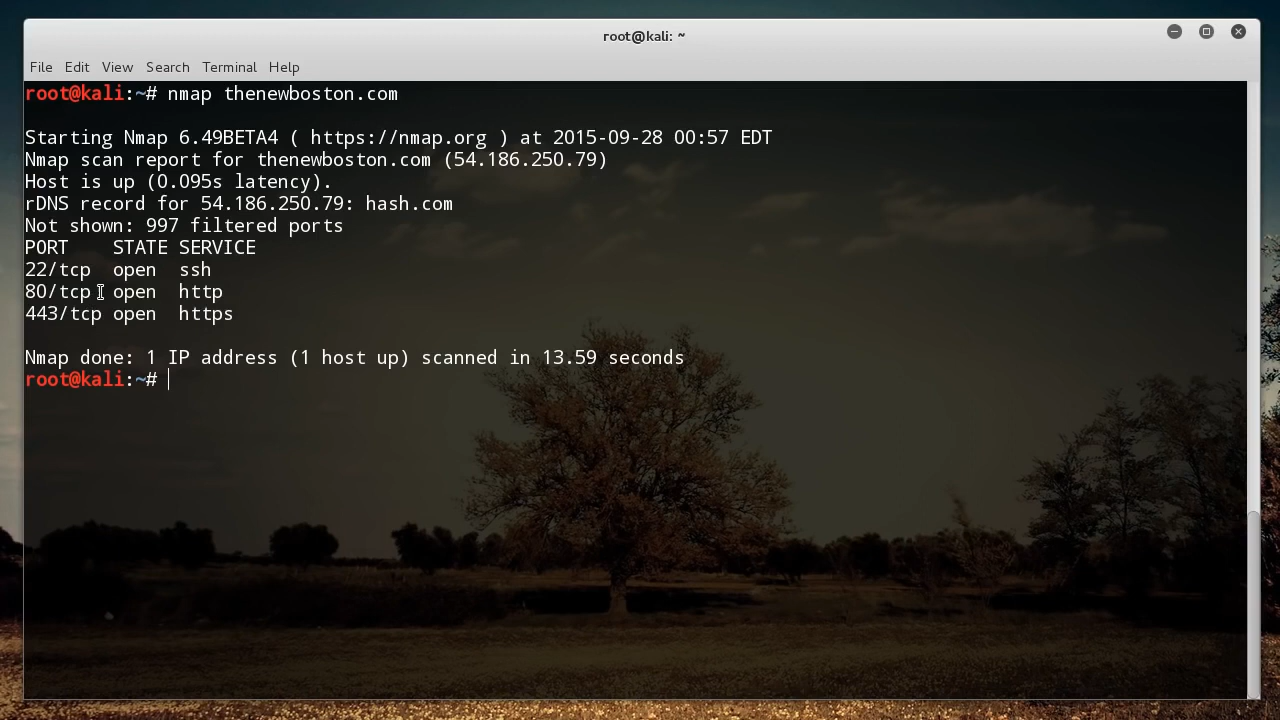 root@kali: ~
File Edit View Search Terminal Help
root@kali:~# nmap thenewboston.com
Starting Nmap 6.49BETA4 ( https://nmap.org ) at 2015-09-28 00:57 EDT
Nmap scan report for thenewboston.com (54.186.250.79)
Host is up (0.095s latency).
rDNS record for 54.186.250.79: hash.com
Not shown: 997 filtered ports
PORT    STATE SERVICE
22/tcp  open  ssh
80/tcp  open  http
443/tcp open  https
Nmap done: 1 IP address (1 host up) scanned in 13.59 seconds
root@kali:~#